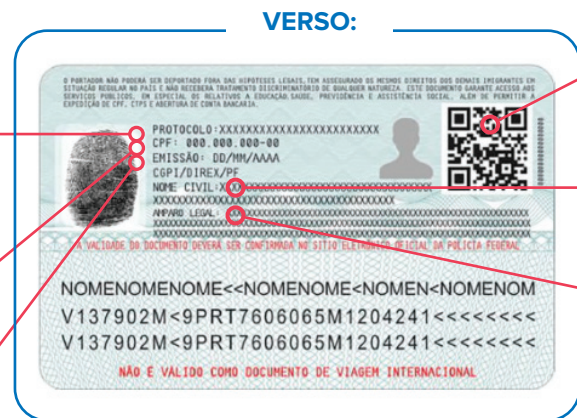 VERSO:
O PORTADOR NÃO PODERÁ SER DEPORTADO FORA DAS HIPÓTESES LEGAIS, TEM ASSEGURADO OS MESMOS DIREITOS DOS DEMAIS IMIGRANTES EM
SITUAÇÃO REGULAR NO PAÍS E NÃO RECEBERÁ TRATAMENTO DISCRIMINATÓRIO DE QUALQUER NATUREZA. ESTE DOCUMENTO GARANTE ACESSO AOS
SERVIÇOS PÚBLICOS, EM ESPECIAL OS RELATIVOS A EDUCAÇÃO, SAÚDE, PREVIDÊNCIA E ASSISTÊNCIA SOCIAL, ALÉM DE PERMITIR A
EXPEDIÇÃO DE CPF, CTPS E ABERTURA DE CONTA BANCÁRIA.
PROTOCOLO:XXXXXXXXXXXXXXXXXXXXXXXX
CPF: 000.000.000-00
EMISSÃO: DD/MM/AAAA
CGPI/DIREX/PF
NOME CIVIL:
AMPARO LEGAL:
A VALIDADE DO DOCUMENTO DEVERÁ SER CONFIRMADA NO SÍTIO ELETRÔNICO OFICIAL DA POLÍCIA FEDERAL
NOMENOMENOME<<NOMENOME<NOMEN<NOMENOM
V137902M<9PRT7606065M1204241<<<<<<<<
V137902M<9PRT7606065M1204241<<<<<<<<
NÃO É VÁLIDO COMO DOCUMENTO DE VIAGEM INTERNACIONAL